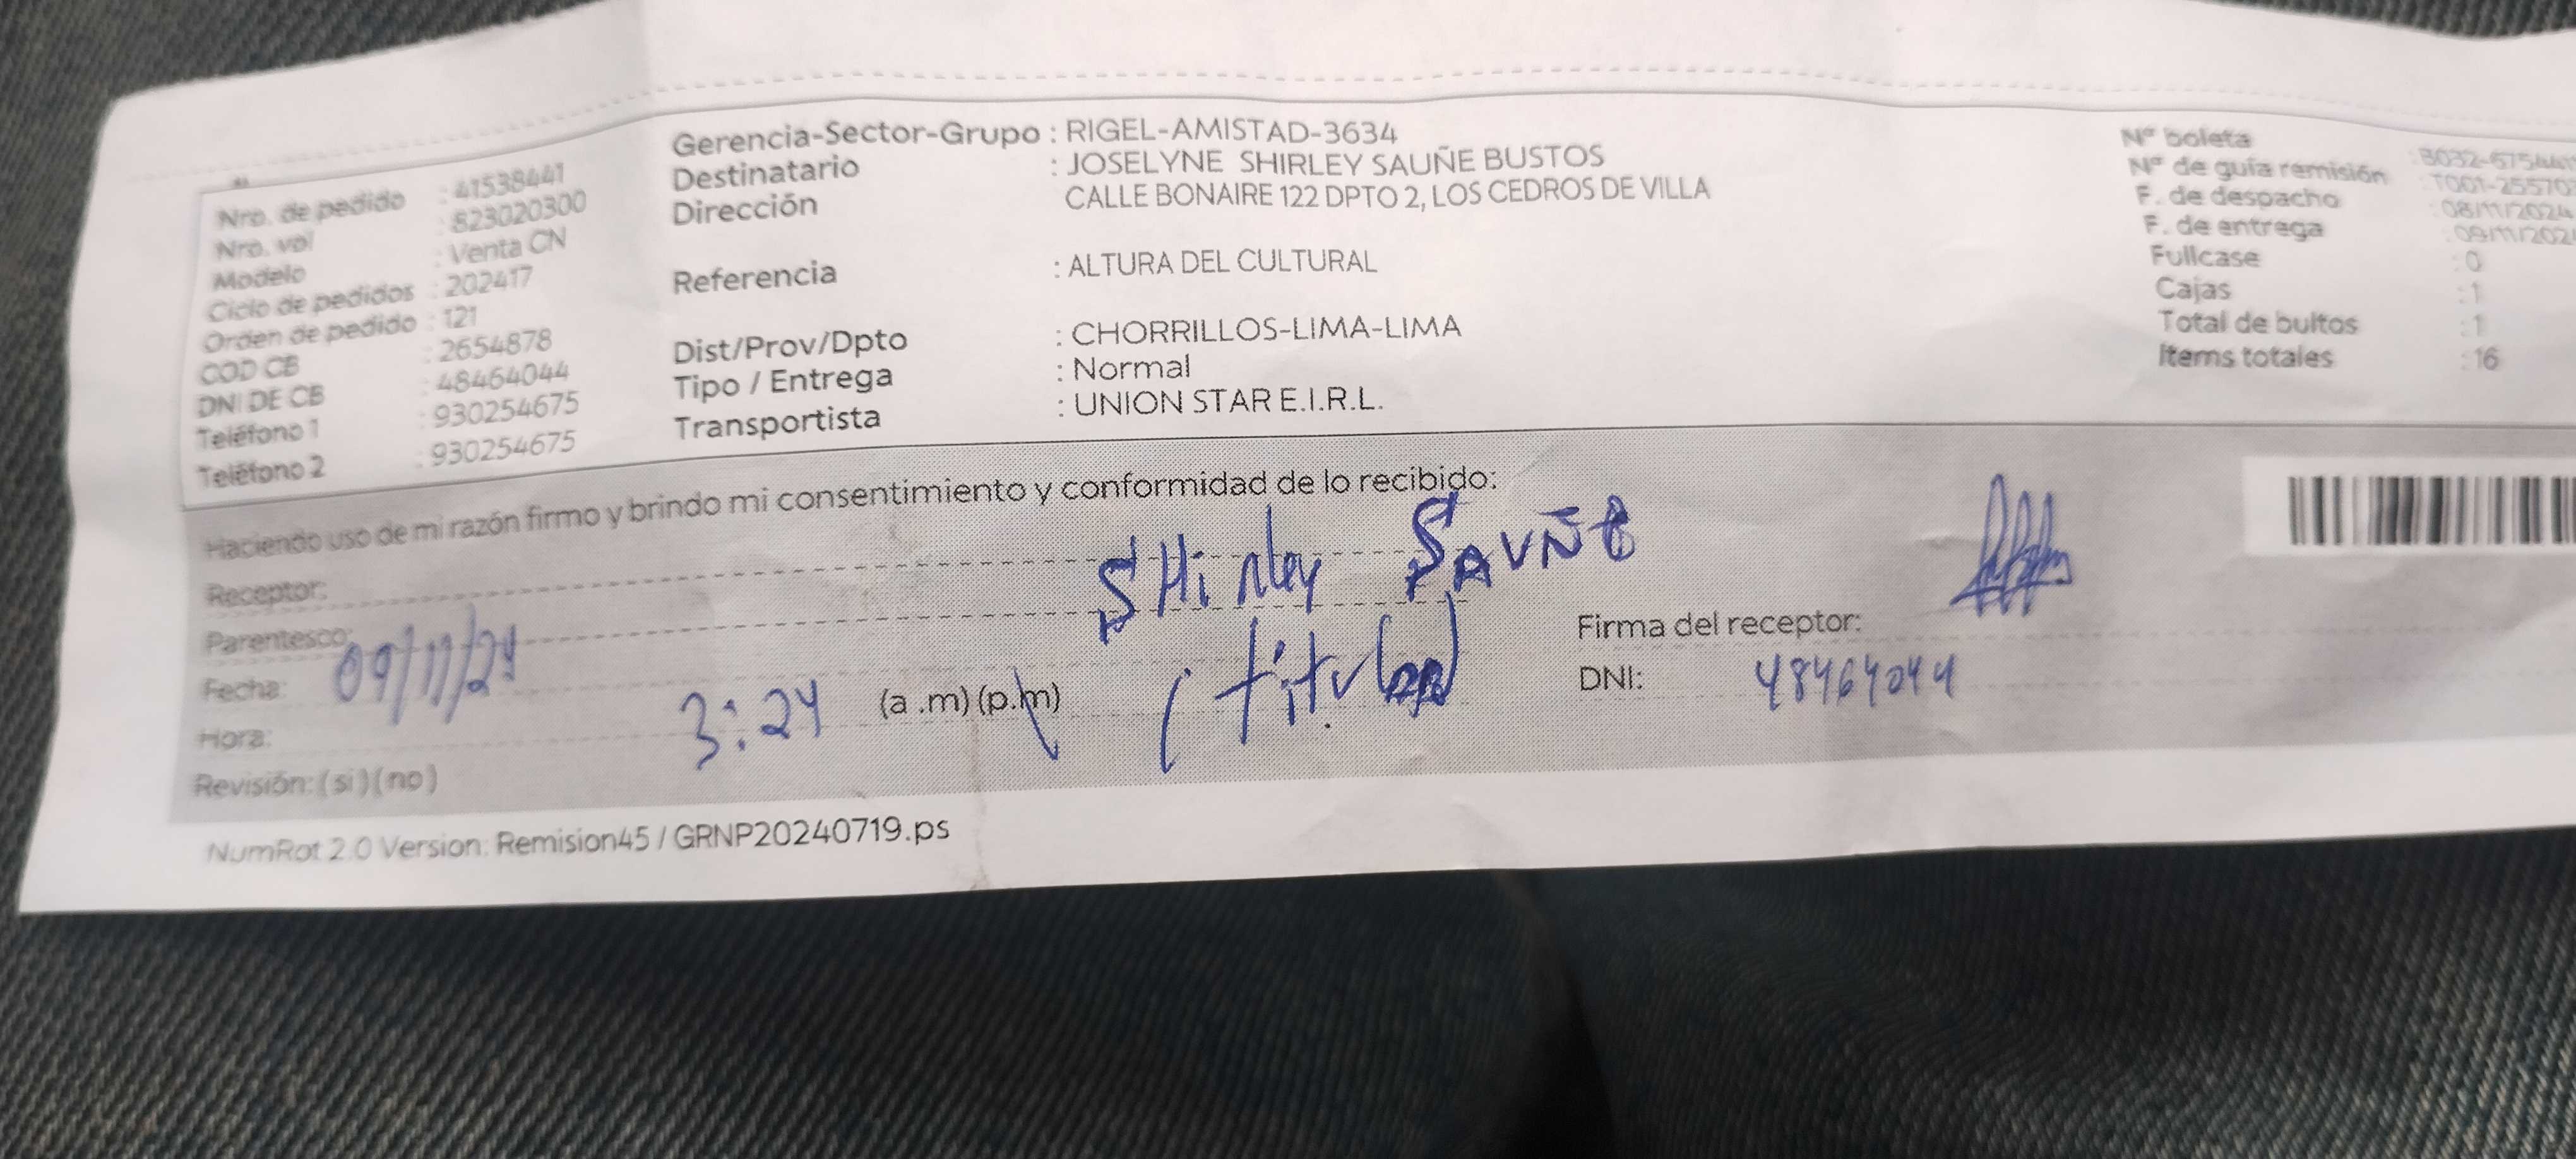 Nro. de pedido : 41538441
Nro. vol : 823020300
Modelo : Venta CN
Ciclo de pedidos : 202417
Orden de pedido : 121
COD CB : 2654878
DNI DE CB : 48464044
Teléfono 1 : 930254675
Teléfono 2 : 930254675
Gerencia-Sector-Grupo : RIGEL-AMISTAD-3634
Destinatario : JOSELYNE SHIRLEY SAUÑE BUSTOS
Dirección CALLE BONAIRE 122 DPTO 2, LOS CEDROS DE VILLA
Referencia : ALTURA DEL CULTURAL
Dist/Prov/Dpto : CHORRILLOS-LIMA-LIMA
Tipo / Entrega : Normal
Transportista : UNION STAR E.I.R.L.
Nº boleta
Nº de guía remisión
F. de despacho : 08/11/2024
F. de entrega
Fullcase : 0
Cajas : 1
Total de bultos : 1
Items totales : 16
Haciendo uso de mi razón firmo y brindo mi consentimiento y conformidad de lo recibido:
Receptor: SHirley SAUÑE
Parentesco: (titular)
Fecha: 09/11/24
Hora: 3:24 (a .m) (p.m)
Revisión: (si) (no)
Firma del receptor:
DNI: 48464044
NumRot 2.0 Version: Remision45 / GRNP20240719.ps